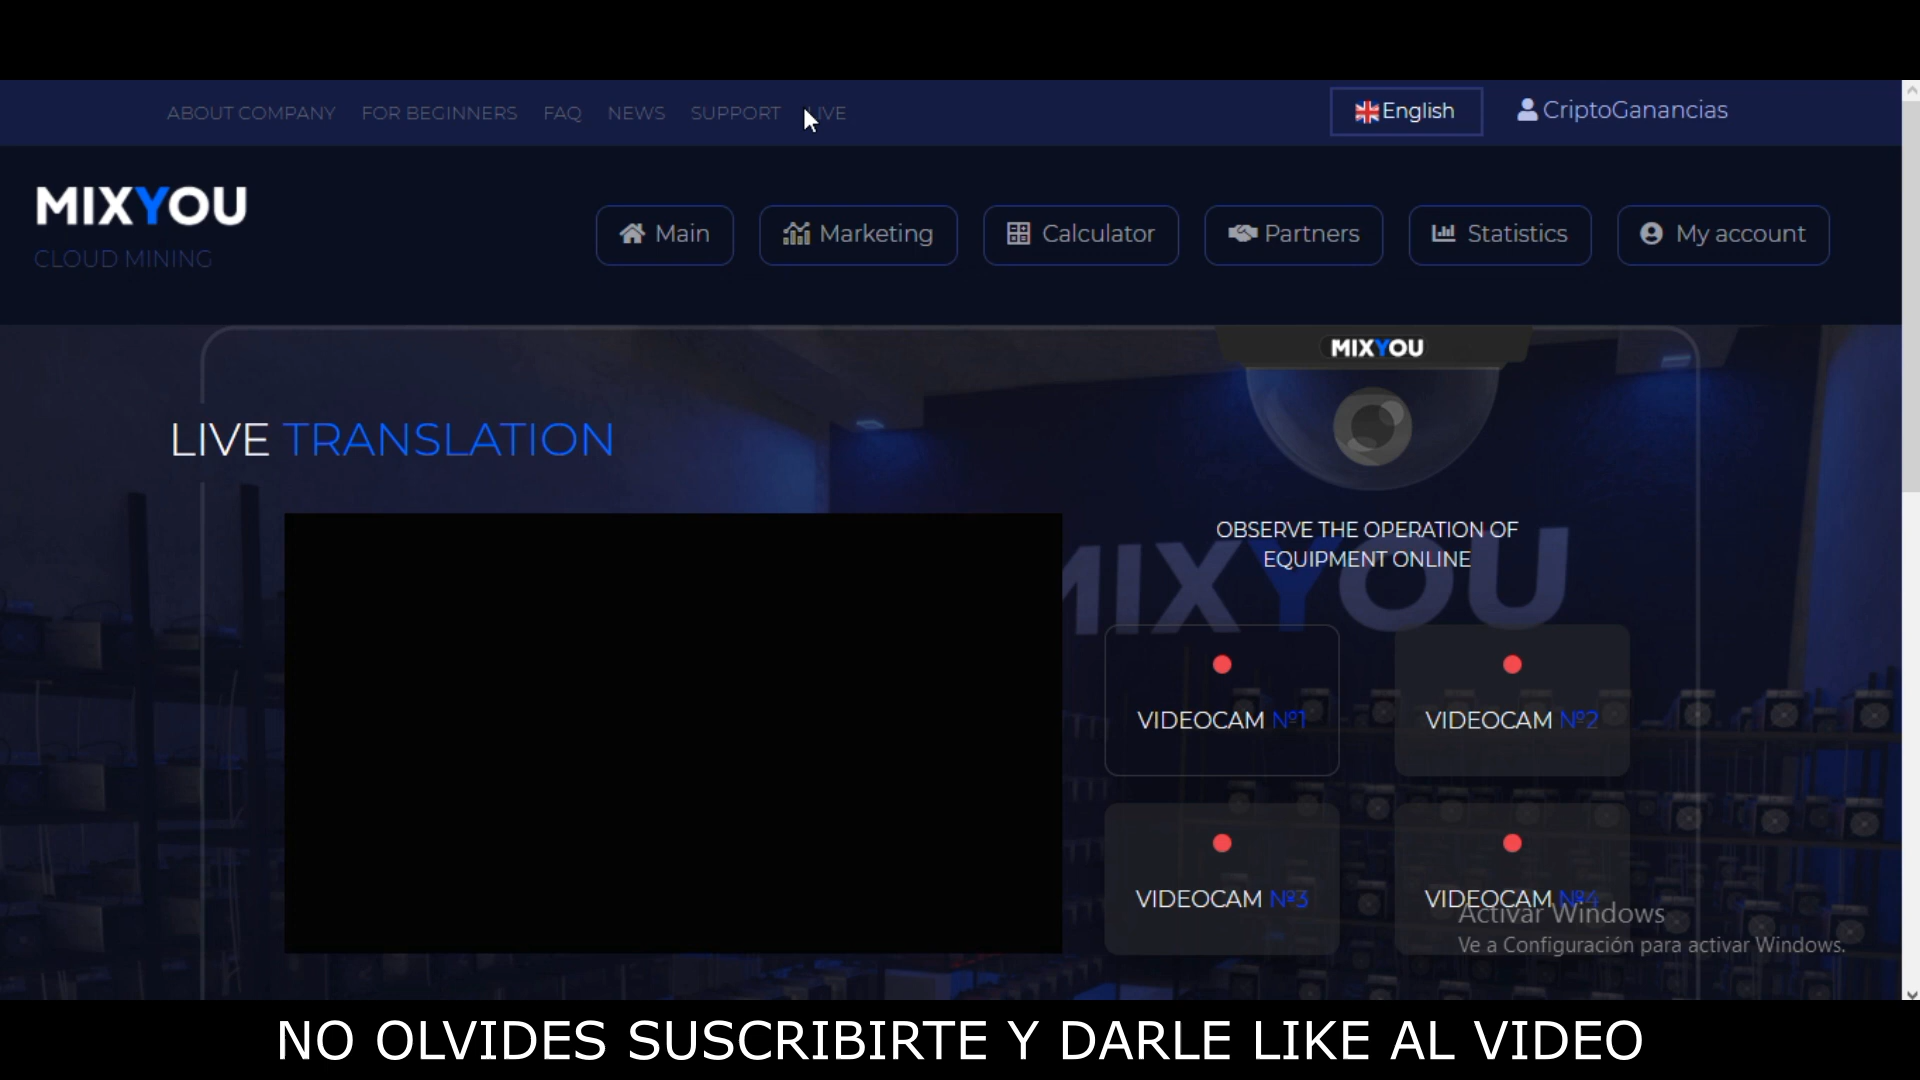 ABOUT COMPANY FOR BEGINNERS FAQ NEWS SUPPORT LIVE English CriptoGanancias
MIXYOU
CLOUD MINING
Main Marketing Calculator Partners Statistics My account
MIXYOU
LIVE TRANSLATION
OBSERVE THE OPERATION OF
EQUIPMENT ONLINE
MIXYOU
VIDEOCAM Nº1 VIDEOCAM Nº2
VIDEOCAM Nº3 VIDEOCAM Nº4
Activar Windows
Ve a Configuración para activar Windows.
NO OLVIDES SUSCRIBIRTE Y DARLE LIKE AL VIDEO